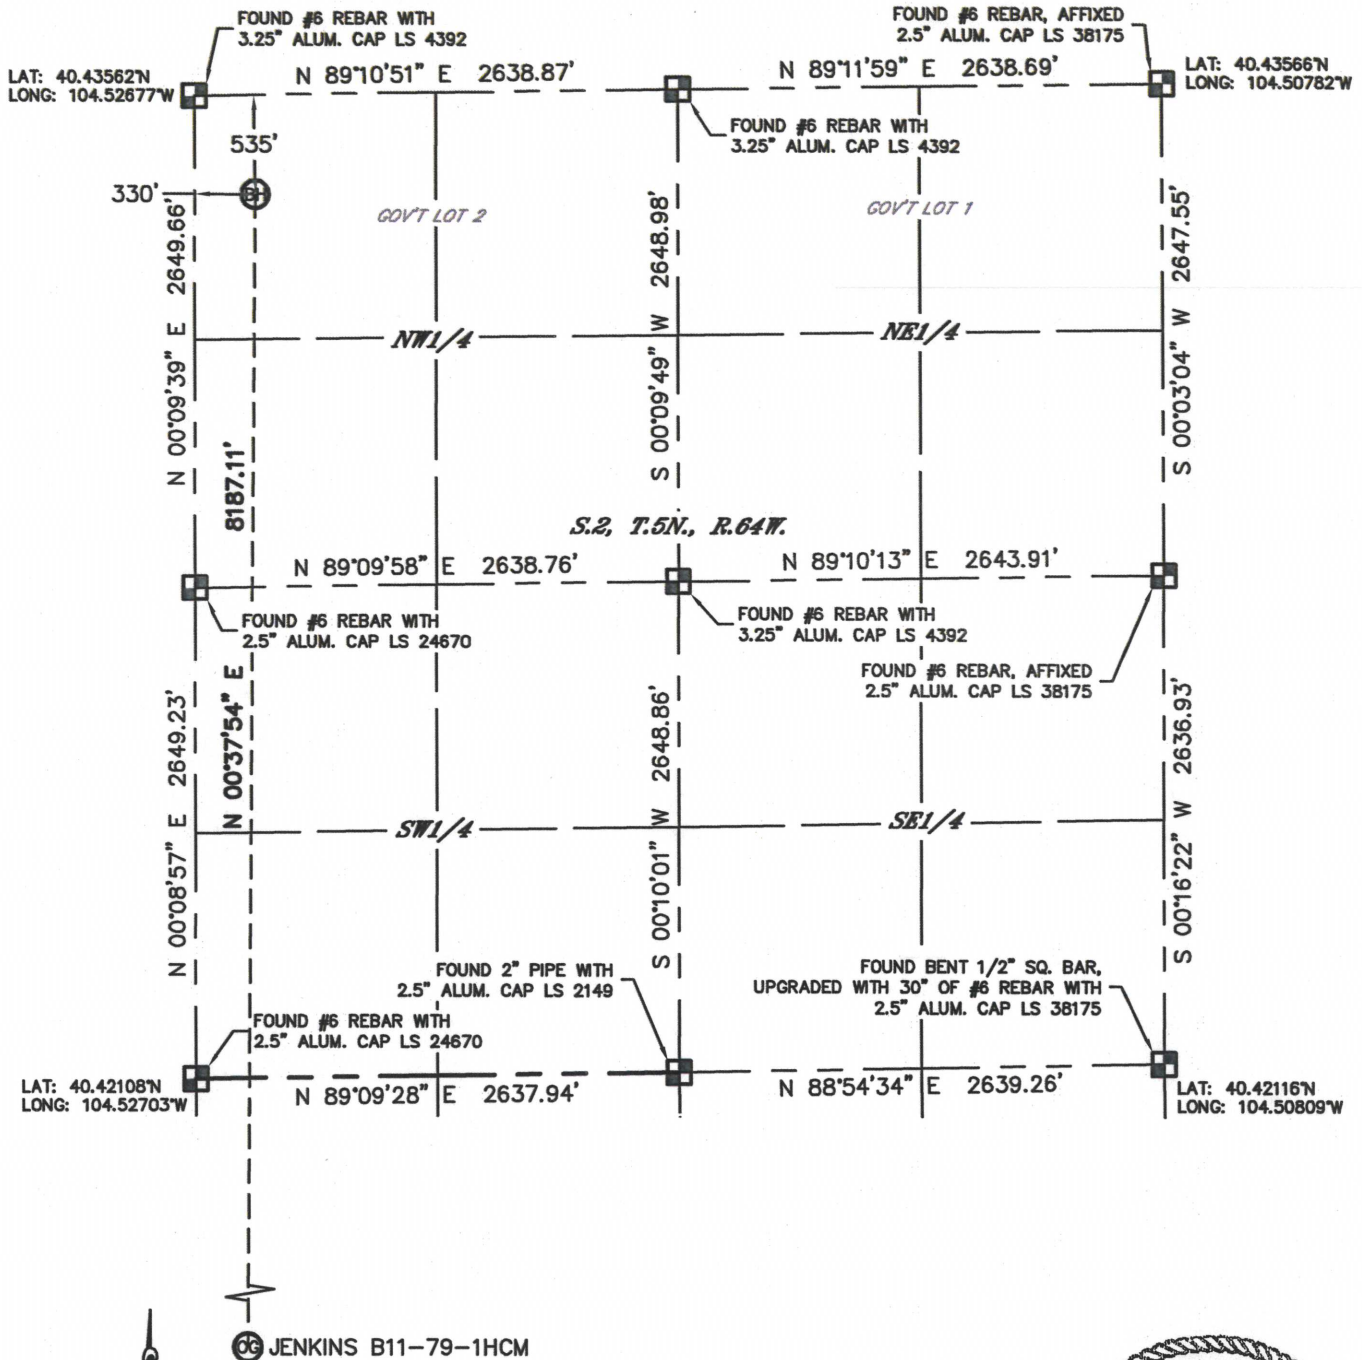 FOUND #6 REBAR WITH
3.25" ALUM. CAP LS 4392
FOUND #6 REBAR, AFFIXED
2.5" ALUM. CAP LS 38175
LAT: 40.43562°N
LONG: 104.52677°W
N 89°10'51" E 2638.87'
N 89°11'59" E 2638.69'
LAT: 40.43566°N
LONG: 104.50782°W
FOUND #6 REBAR WITH
3.25" ALUM. CAP LS 4392
535'
330'
GOV'T LOT 2
GOV'T LOT 1
N 00°09'39" E 2649.66'
S 00°09'49" W 2648.98'
S 00°03'04" W 2647.55'
NW1/4
NE1/4
N 00°37'54" E 8187.11'
S.2, T.5N., R.64W.
N 89°09'58" E 2638.76'
N 89°10'13" E 2643.91'
FOUND #6 REBAR WITH
2.5" ALUM. CAP LS 24670
FOUND #6 REBAR WITH
3.25" ALUM. CAP LS 4392
FOUND #6 REBAR, AFFIXED
2.5" ALUM. CAP LS 38175
N 00°08'57" E 2649.23'
S 00°10'01" W 2648.86'
S 00°16'22" W 2636.93'
SW1/4
SE1/4
FOUND 2" PIPE WITH
2.5" ALUM. CAP LS 2149
FOUND BENT 1/2" SQ. BAR,
UPGRADED WITH 30" OF #6 REBAR WITH
2.5" ALUM. CAP LS 38175
FOUND #6 REBAR WITH
2.5" ALUM. CAP LS 24670
LAT: 40.42108°N
LONG: 104.52703°W
N 89°09'28" E 2637.94'
N 88°54'34" E 2639.26'
LAT: 40.42116°N
LONG: 104.50809°W
OG JENKINS B11-79-1HCM